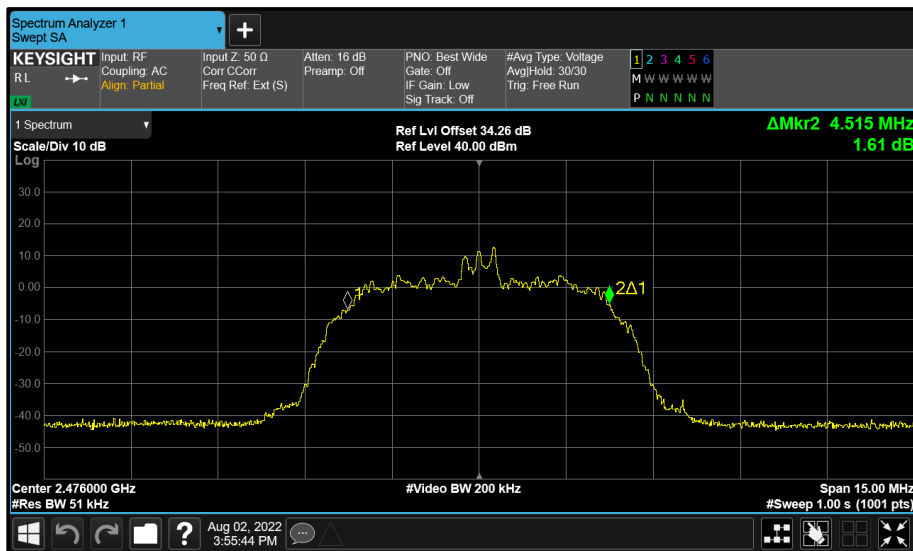 Spectrum Analyzer 1
Swept SA
KEYSIGHT
R L
LXI
Input: RF
Coupling: AC
Align: Partial
Input Z: 50 Ω
Corr CCorr
Freq Ref: Ext (S)
Atten: 16 dB
Preamp: Off
PNO: Best Wide
Gate: Off
IF Gain: Low
Sig Track: Off
#Avg Type: Voltage
Avg|Hold: 30/30
Trig: Free Run
1 2 3 4 5 6
M W W W W W
P N N N N N
1 Spectrum
Scale/Div 10 dB
Log
Ref Lvl Offset 34.26 dB
Ref Level 40.00 dBm
ΔMkr2 4.515 MHz
1.61 dB
30.0
20.0
10.0
0.00
-10.0
-20.0
-30.0
-40.0
-50.0
1
2Δ1
Center 2.476000 GHz
#Res BW 51 kHz
#Video BW 200 kHz
Span 15.00 MHz
#Sweep 1.00 s (1001 pts)
?
Aug 02, 2022
3:55:44 PM